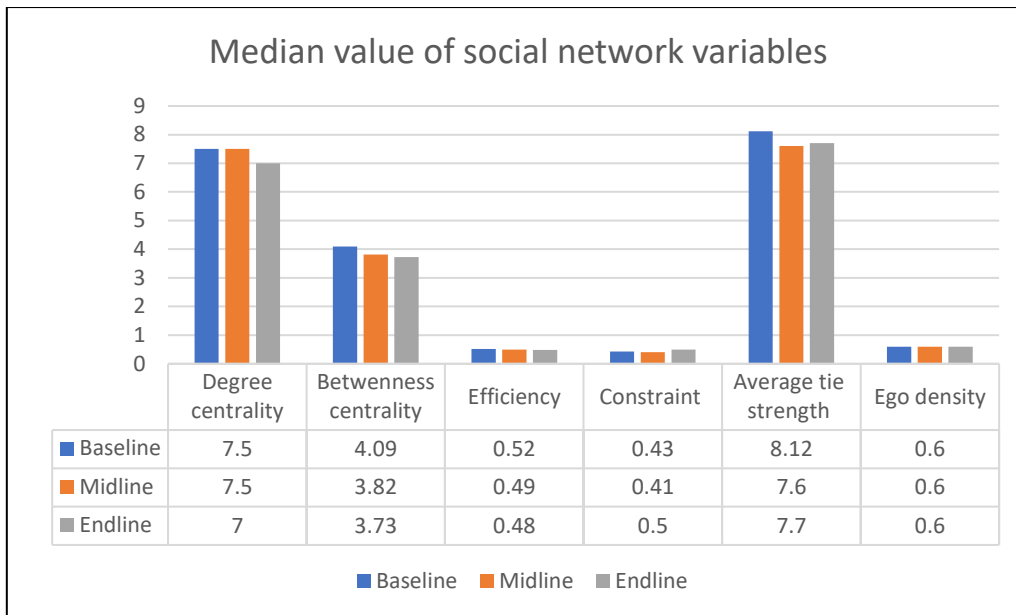 Median value of social network variables
9
8
7
6
5
4
3
2
1
0
Degree centrality Betwenness centrality Efficiency Constraint Average tie strength Ego density
Baseline 7.5 4.09 0.52 0.43 8.12 0.6
Midline 7.5 3.82 0.49 0.41 7.6 0.6
Endline 7 3.73 0.48 0.5 7.7 0.6
Baseline Midline Endline